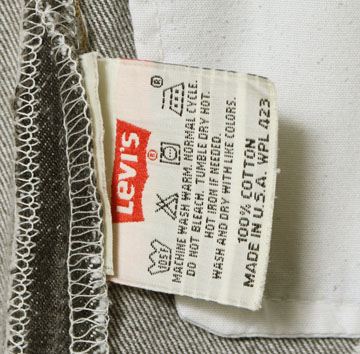 Levi's ®
®
105F
MACHINE WASH WARM. NORMAL CYCLE.
DO NOT BLEACH. TUMBLE DRY HOT.
HOT IRON IF NEEDED.
WASH AND DRY WITH LIKE COLORS.
100% COTTON
MADE IN U.S.A. WPL 423